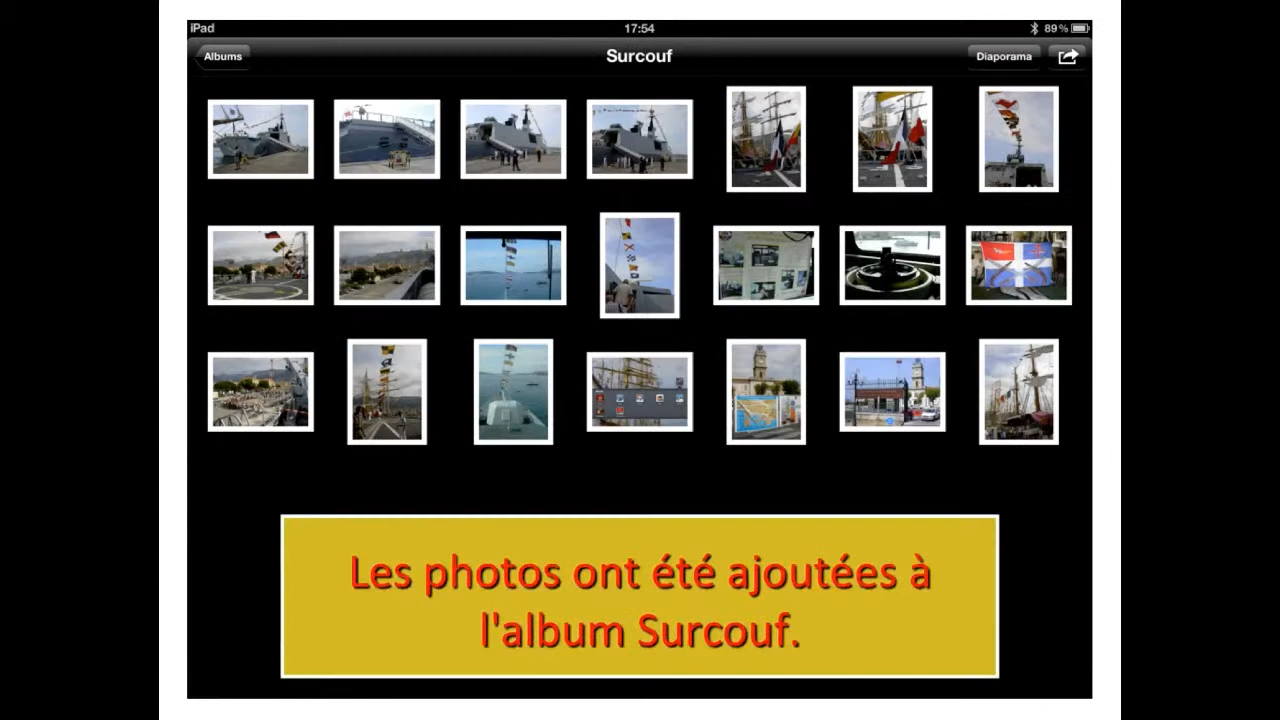 iPad 17:54 89 %
Albums Surcouf Diaporama
Les photos ont été ajoutées à
l'album Surcouf.